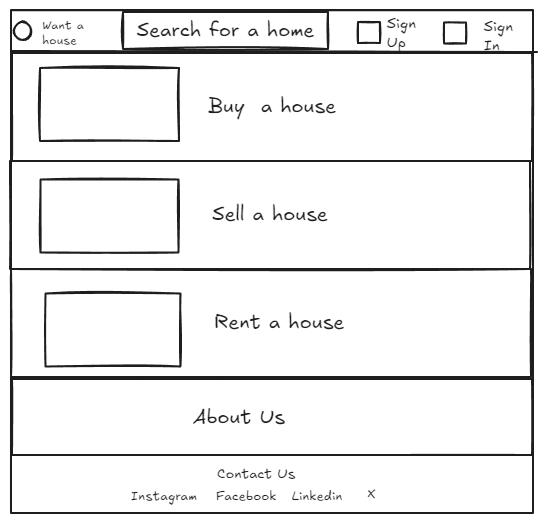 Want a
house
Search for a home
Sign
Up
Sign
In
Buy a house
Sell a house
Rent a house
About Us
Contact Us
Instagram Facebook Linkedin X